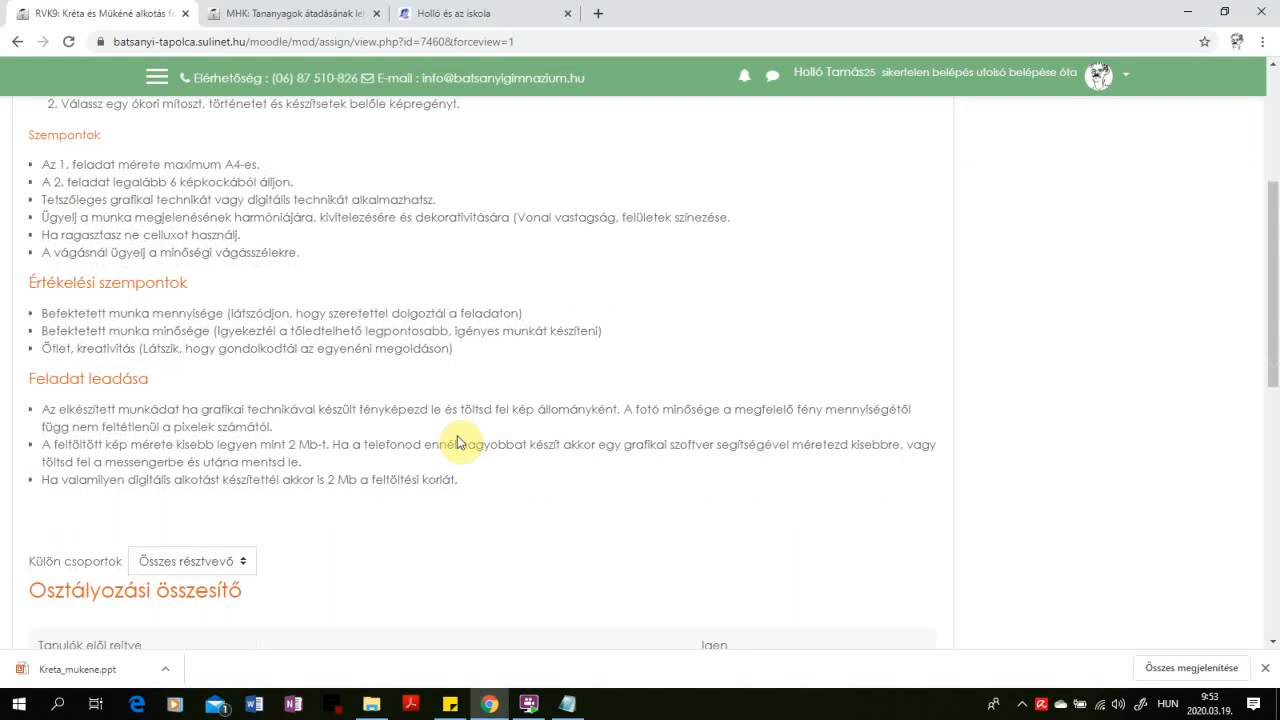 RVK9: Kréta és Mükéné alkotás fe
MHK: Tananyagok átadásának lel
Holló és az iskola
batsanyi-tapolca.sulinet.hu/moodle/mod/assign/view.php?id=7460&forceview=1
Elérhetőség : (06) 87 510-826 E-mail : info@batsanyigimnazium.hu
Holló Tamás25 sikertelen belépés utolsó belépése óta
2. Válassz egy ókori mítoszt, történetet és készítsetek belőle képregényt.
Szempontok
Az 1. feladat mérete maximum A4-es.
A 2. feladat legalább 6 képkockából álljon.
Tetszőleges grafikai technikát vagy digitális technikát alkalmazhatsz.
Ügyelj a munka megjelenésének harmóniájára, kivitelezésére és dekorativitására (Vonal vastagság, felületek színezése.
Ha ragasztasz ne celluxot használj.
A vágásnál ügyelj a minőségi vágásszélekre.
Értékelési szempontok
Befektetett munka mennyisége (látszódjon, hogy szeretettel dolgoztál a feladaton)
Befektetett munka minősége (Igyekeztél a tőledtelhető legpontosabb, igényes munkát készíteni)
Ötlet, kreativitás (Látszik, hogy gondolkodtál az egyenéni megoldáson)
Feladat leadása
Az elkészített munkádat ha grafikai technikával készült fényképezd le és töltsd fel kép állományként. A fotó minősége a megfelelő fény mennyiségétől
függ nem feltétlenül a pixelek számától.
A feltöltött kép mérete kisebb legyen mint 2 Mb-t. Ha a telefonod ennél nagyobbat készít akkor egy grafikai szoftver segítségével méretezd kisebbre, vagy
töltsd fel a messengerbe és utána mentsd le.
Ha valamilyen digitális alkotást készítettél akkor is 2 Mb a feltöltési korlát.
Külön csoportok Összes résztvevő
Osztályozási összesítő
Tanulók elől rejtve Igen
Kreta_mukene.ppt
Összes megjelenítése
HUN
9:53
2020.03.19.